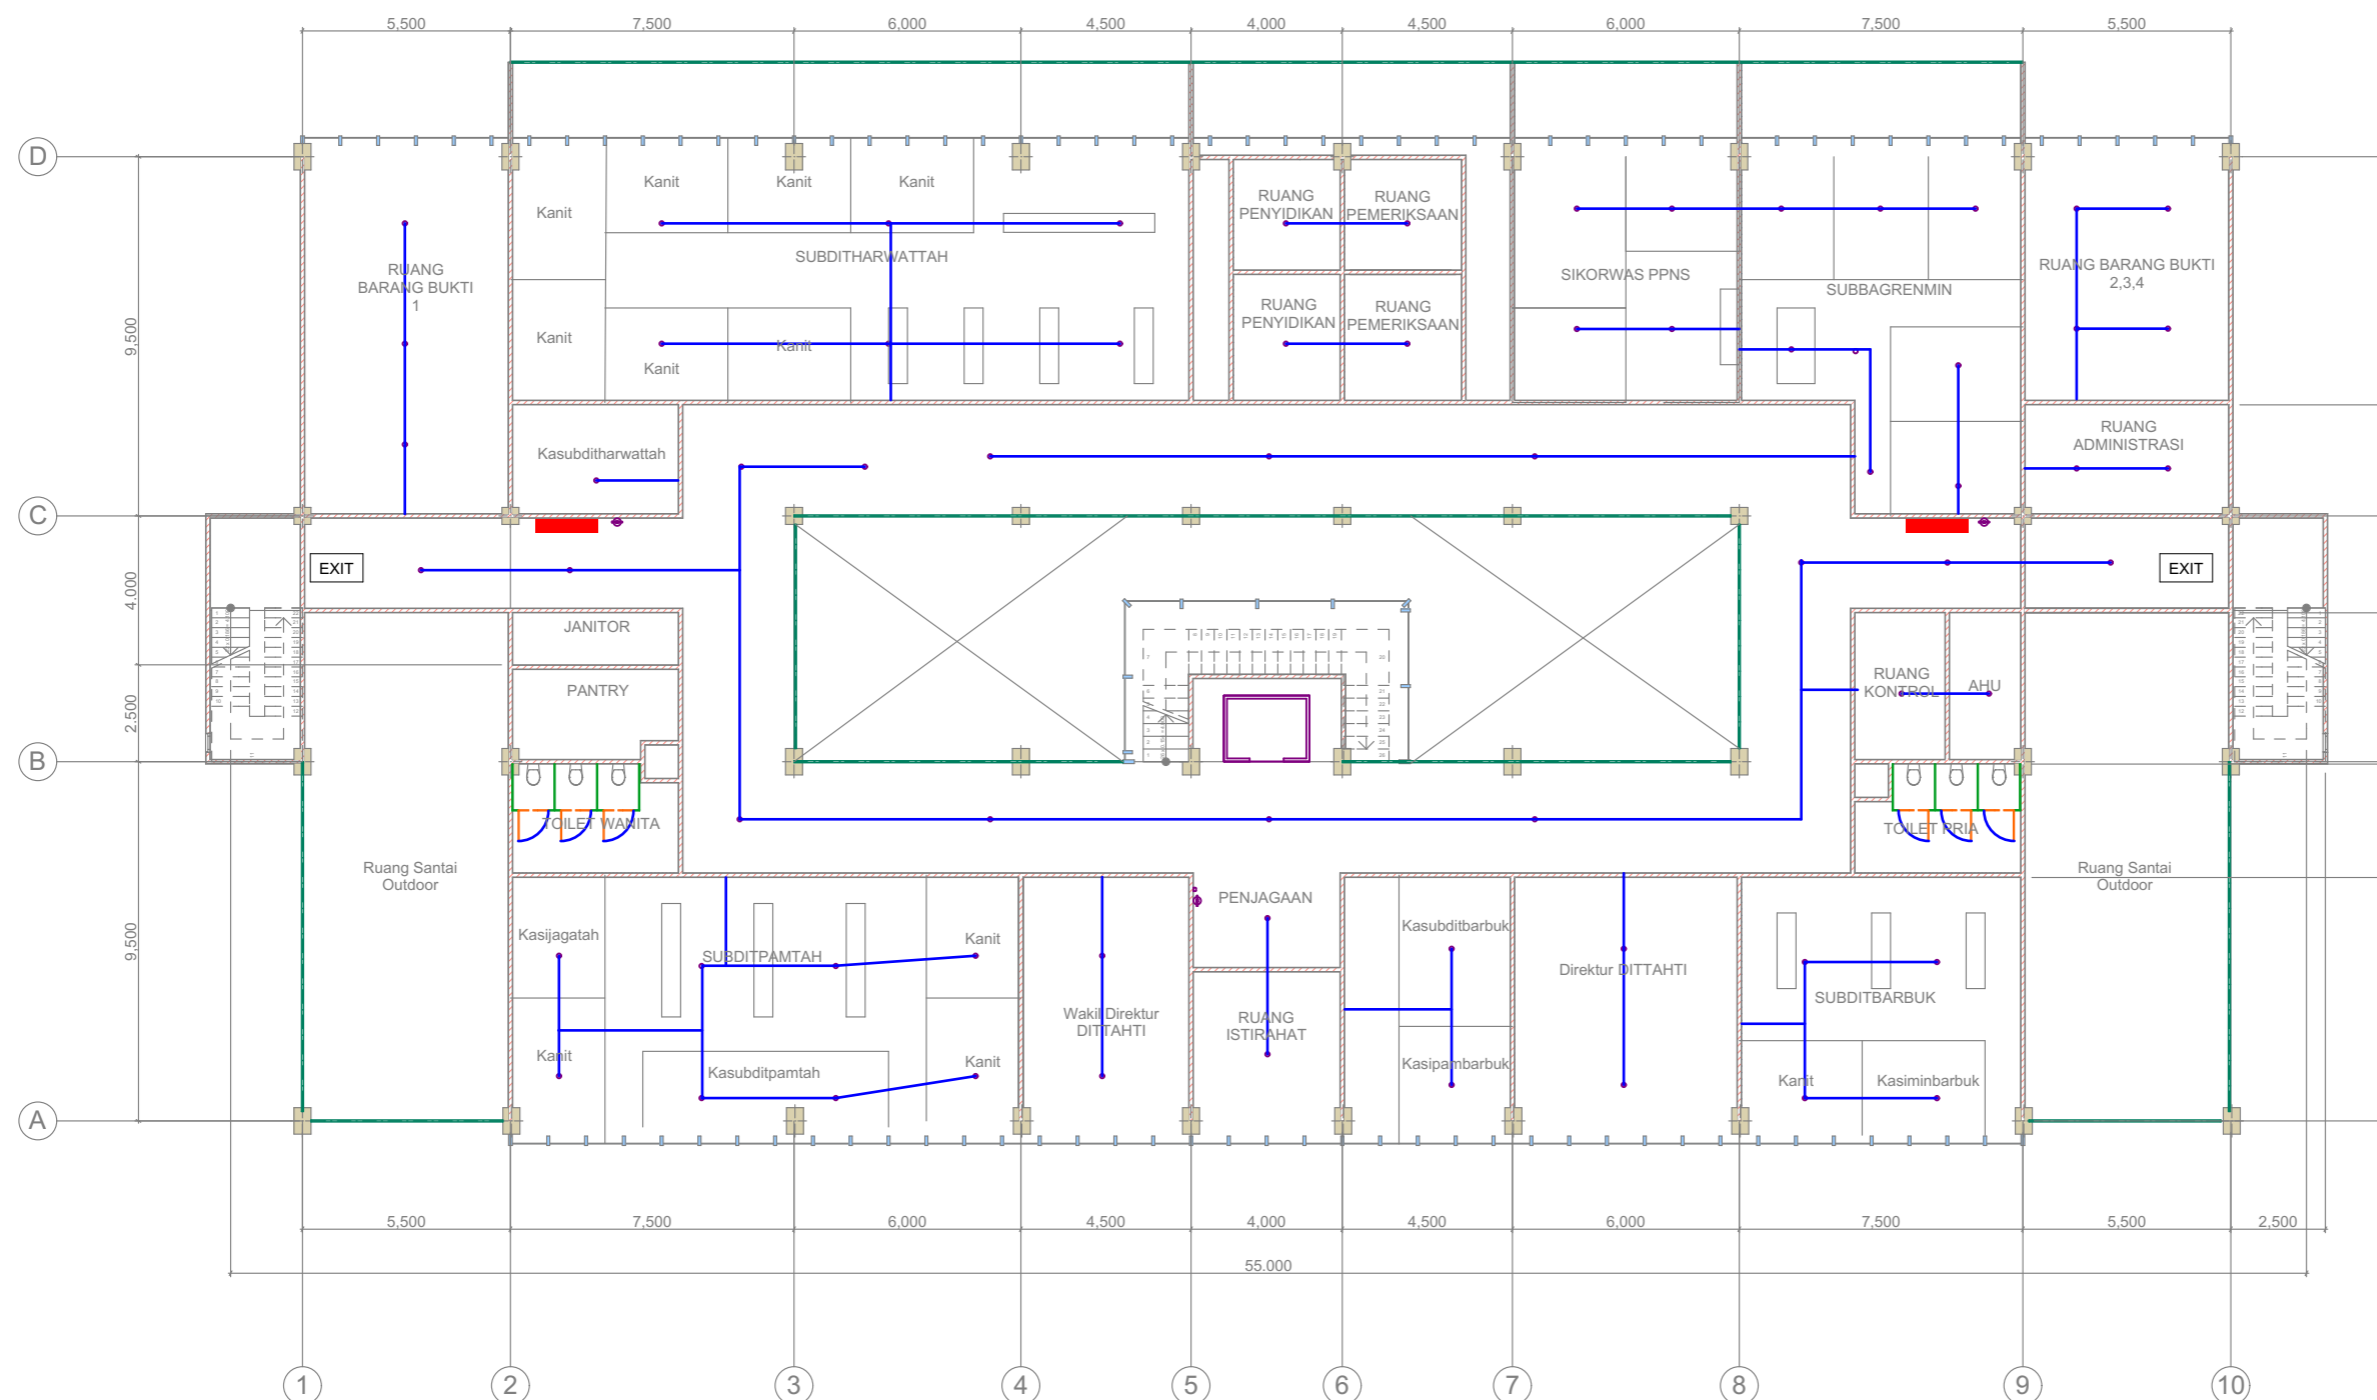 5,500
7,500
6,000
4,500
4,000
4,500
6,000
7,500
5,500
D
Kanit
Kanit
Kanit
Kanit
RUANG
PENYIDIKAN
RUANG
PEMERIKSAAN
SUBDITHARWATTAH
RUANG
BARANG BUKTI
1
SIKORWAS PPNS
SUBBAGRENMIN
RUANG BARANG BUKTI
2,3,4
9,500
Kanit
Kanit
Kanit
RUANG
PENYIDIKAN
RUANG
PEMERIKSAAN
Kasubditharwattah
RUANG
ADMINISTRASI
C
EXIT
EXIT
4.000
JANITOR
PANTRY
2.500
RUANG
KONTROL
AHU
B
TOILET WANITA
TOILET PRIA
Ruang Santai
Outdoor
Ruang Santai
Outdoor
PENJAGAAN
9,500
Kasijagatah
SUBDITPAMTAH
Kanit
Kasubditbarbuk
Direktur DITTAHTI
SUBDITBARBUK
Wakil Direktur
DITTAHTI
RUANG
ISTIRAHAT
Kanit
Kasubditpamtah
Kanit
Kasipambarbuk
Kanit
Kasiminbarbuk
A
5,500
7,500
6,000
4,500
4,000
4,500
6,000
7,500
5,500
2,500
55.000
1
2
3
4
5
6
7
8
9
10